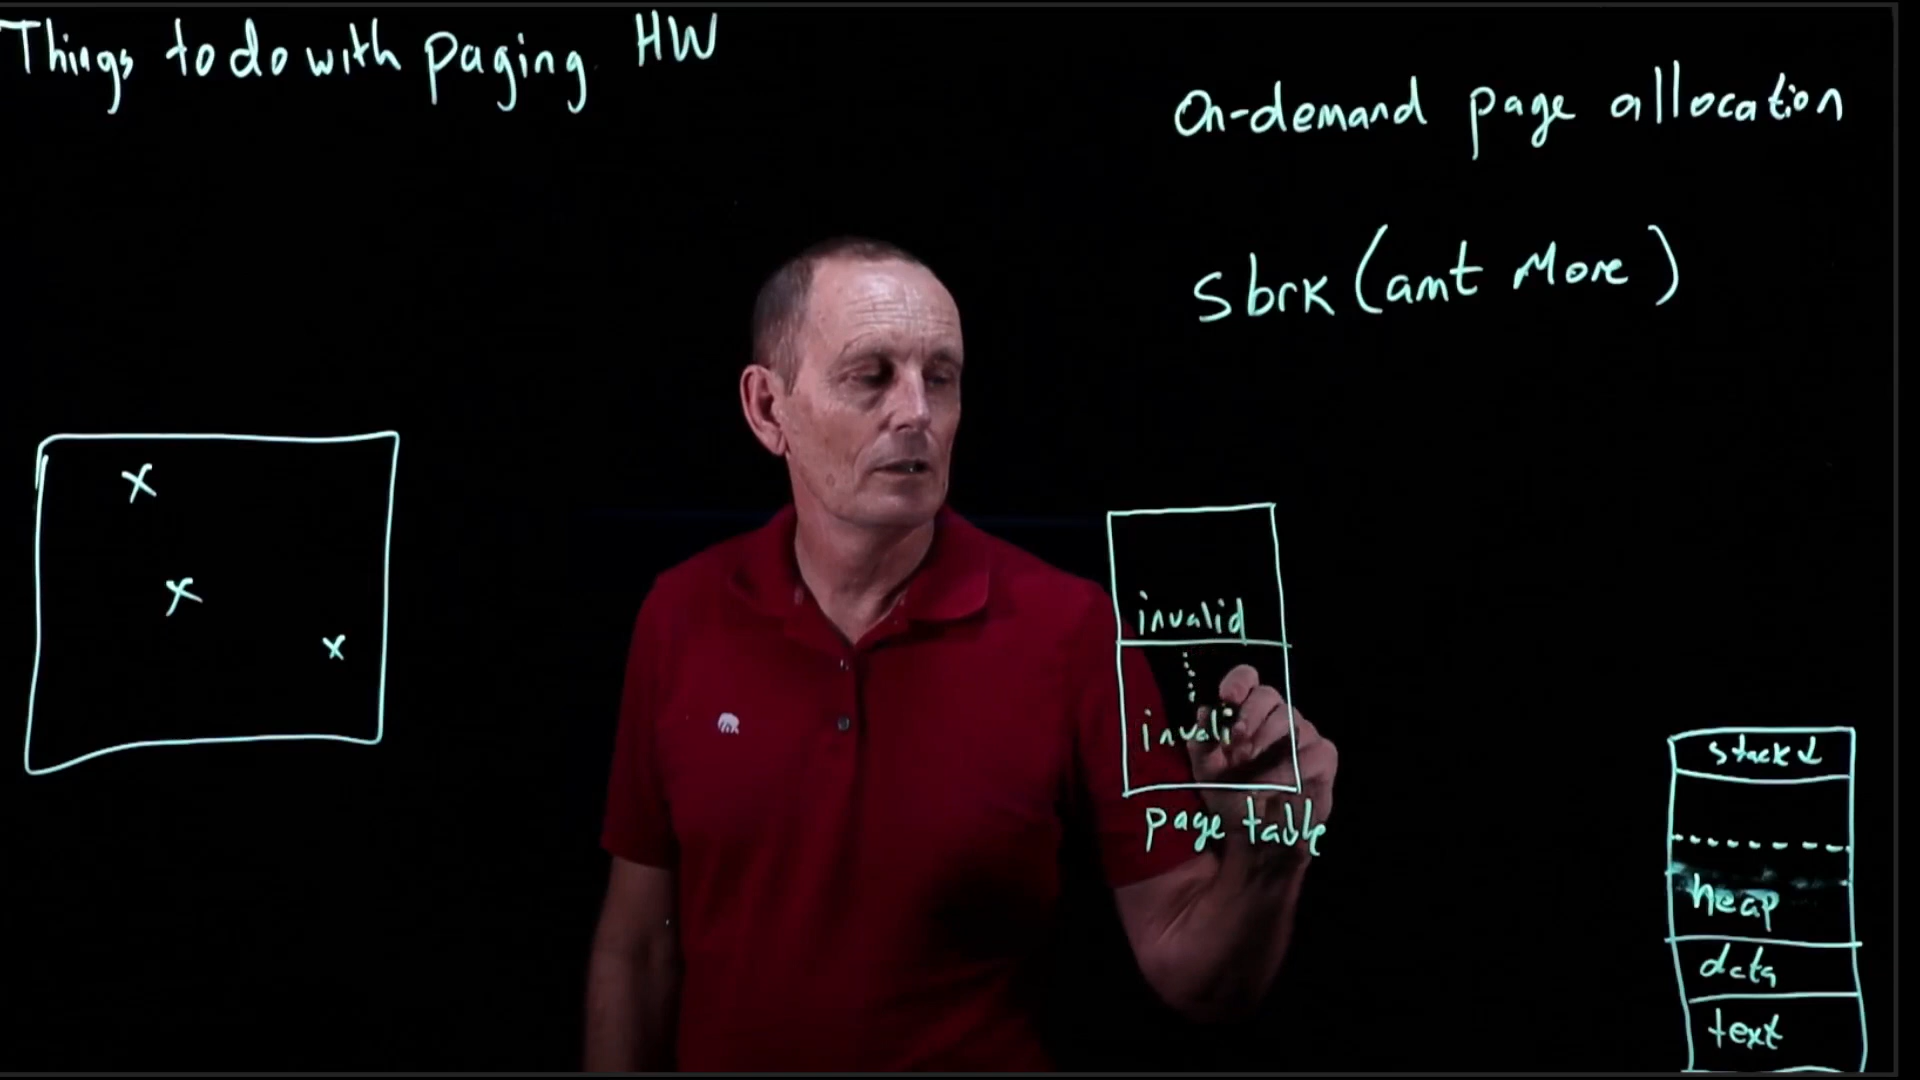 Things to do with paging HW
On-demand page allocation
sbrk (amt More)
x
x
x
invalid
invali
page table
stack ↓
heap
data
text